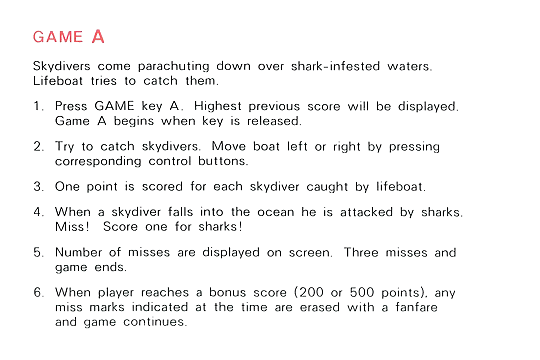 GAME A
Skydivers come parachuting down over shark-infested waters.
Lifeboat tries to catch them.
1. Press GAME key A. Highest previous score will be displayed.
Game A begins when key is released.
2. Try to catch skydivers. Move boat left or right by pressing
corresponding control buttons.
3. One point is scored for each skydiver caught by lifeboat.
4. When a skydiver falls into the ocean he is attacked by sharks.
Miss! Score one for sharks!
5. Number of misses are displayed on screen. Three misses and
game ends.
6. When player reaches a bonus score (200 or 500 points), any
miss marks indicated at the time are erased with a fanfare
and game continues.